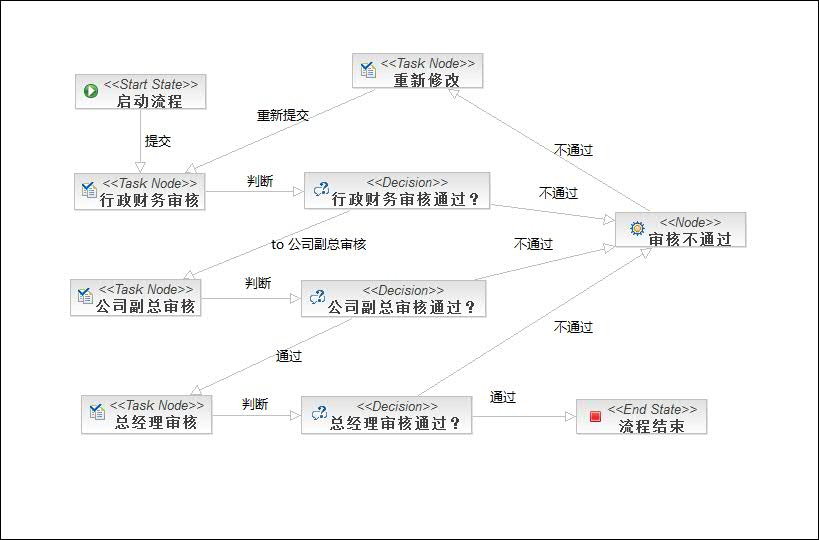 <<Task Node>>
重新修改
<<Start State>>
启动流程
重新提交
提交
不通过
<<Task Node>>
行政财务审核
判断
<<Decision>>
行政财务审核通过？
不通过
<<Node>>
审核不通过
to 公司副总审核
不通过
<<Task Node>>
公司副总审核
判断
<<Decision>>
公司副总审核通过？
不通过
通过
<<Task Node>>
总经理审核
判断
<<Decision>>
总经理审核通过？
通过
<<End State>>
流程结束